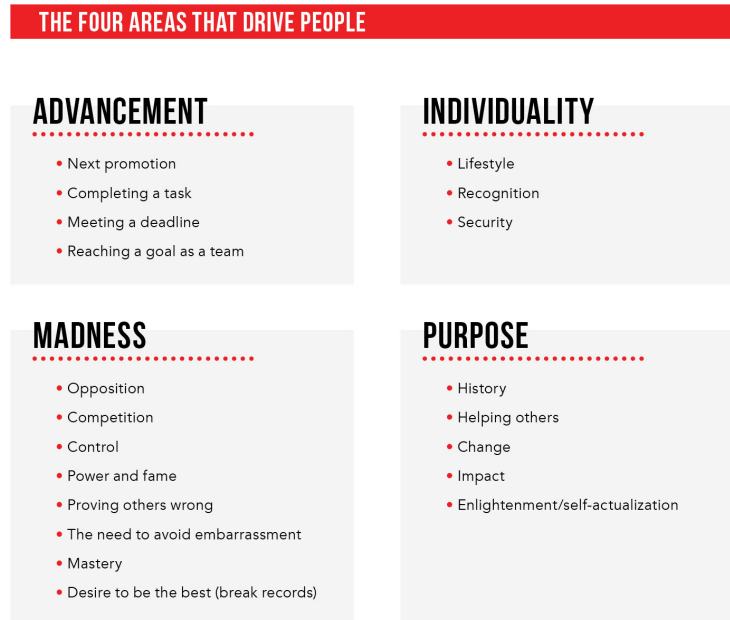 THE FOUR AREAS THAT DRIVE PEOPLE
ADVANCEMENT
• Next promotion
• Completing a task
• Meeting a deadline
• Reaching a goal as a team
INDIVIDUALITY
• Lifestyle
• Recognition
• Security
MADNESS
• Opposition
• Competition
• Control
• Power and fame
• Proving others wrong
• The need to avoid embarrassment
• Mastery
• Desire to be the best (break records)
PURPOSE
• History
• Helping others
• Change
• Impact
• Enlightenment/self-actualization